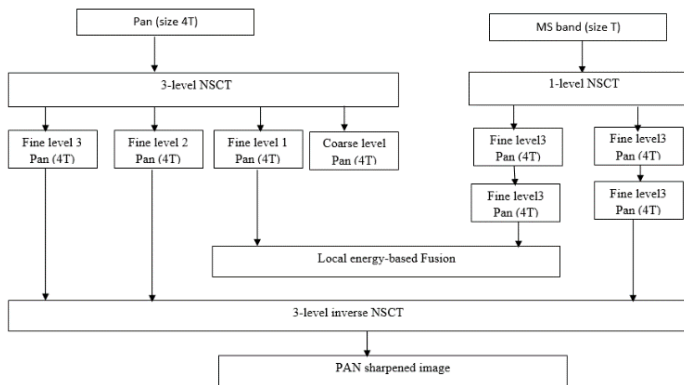 Pan (size 4T)
MS band (size T)
3-level NSCT
1-level NSCT
Fine level 3
Pan (4T)
Fine level 2
Pan (4T)
Fine level 1
Pan (4T)
Coarse level
Pan (4T)
Fine level3
Pan (4T)
Fine level3
Pan (4T)
Fine level3
Pan (4T)
Fine level3
Pan (4T)
Local energy-based Fusion
3-level inverse NSCT
PAN sharpened image